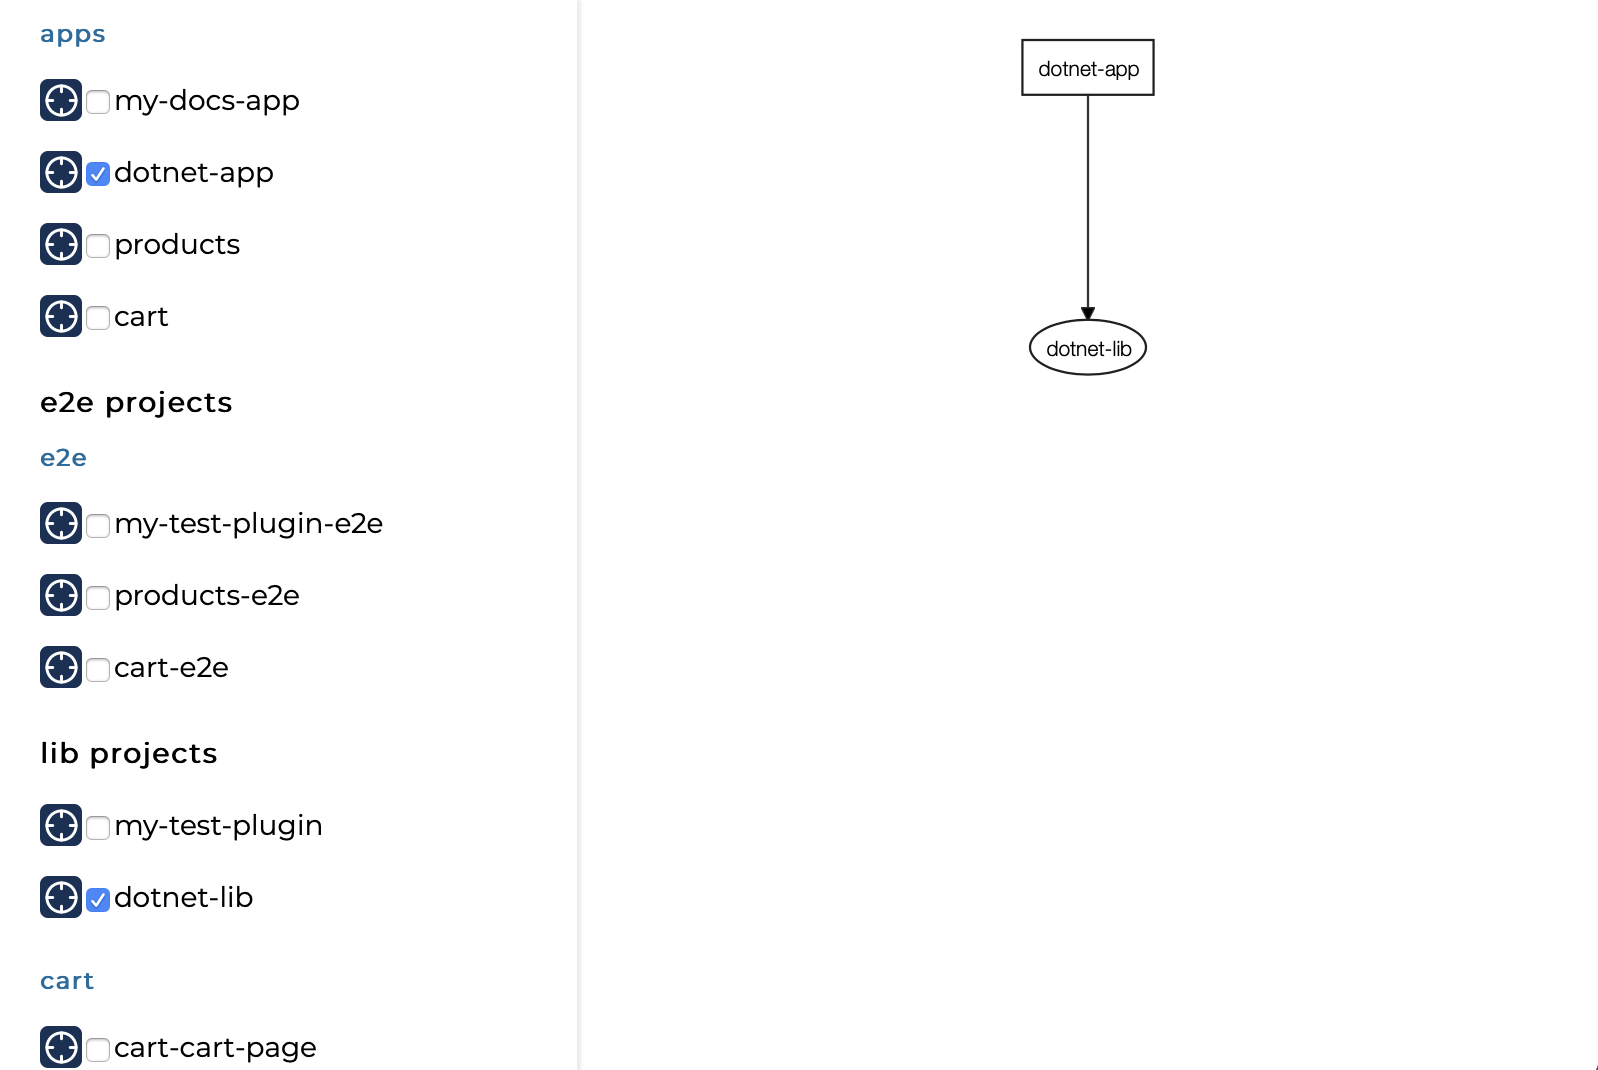 apps
my-docs-app
dotnet-app
products
cart
e2e projects
e2e
my-test-plugin-e2e
products-e2e
cart-e2e
lib projects
my-test-plugin
dotnet-lib
cart
cart-cart-page
dotnet-app
dotnet-lib